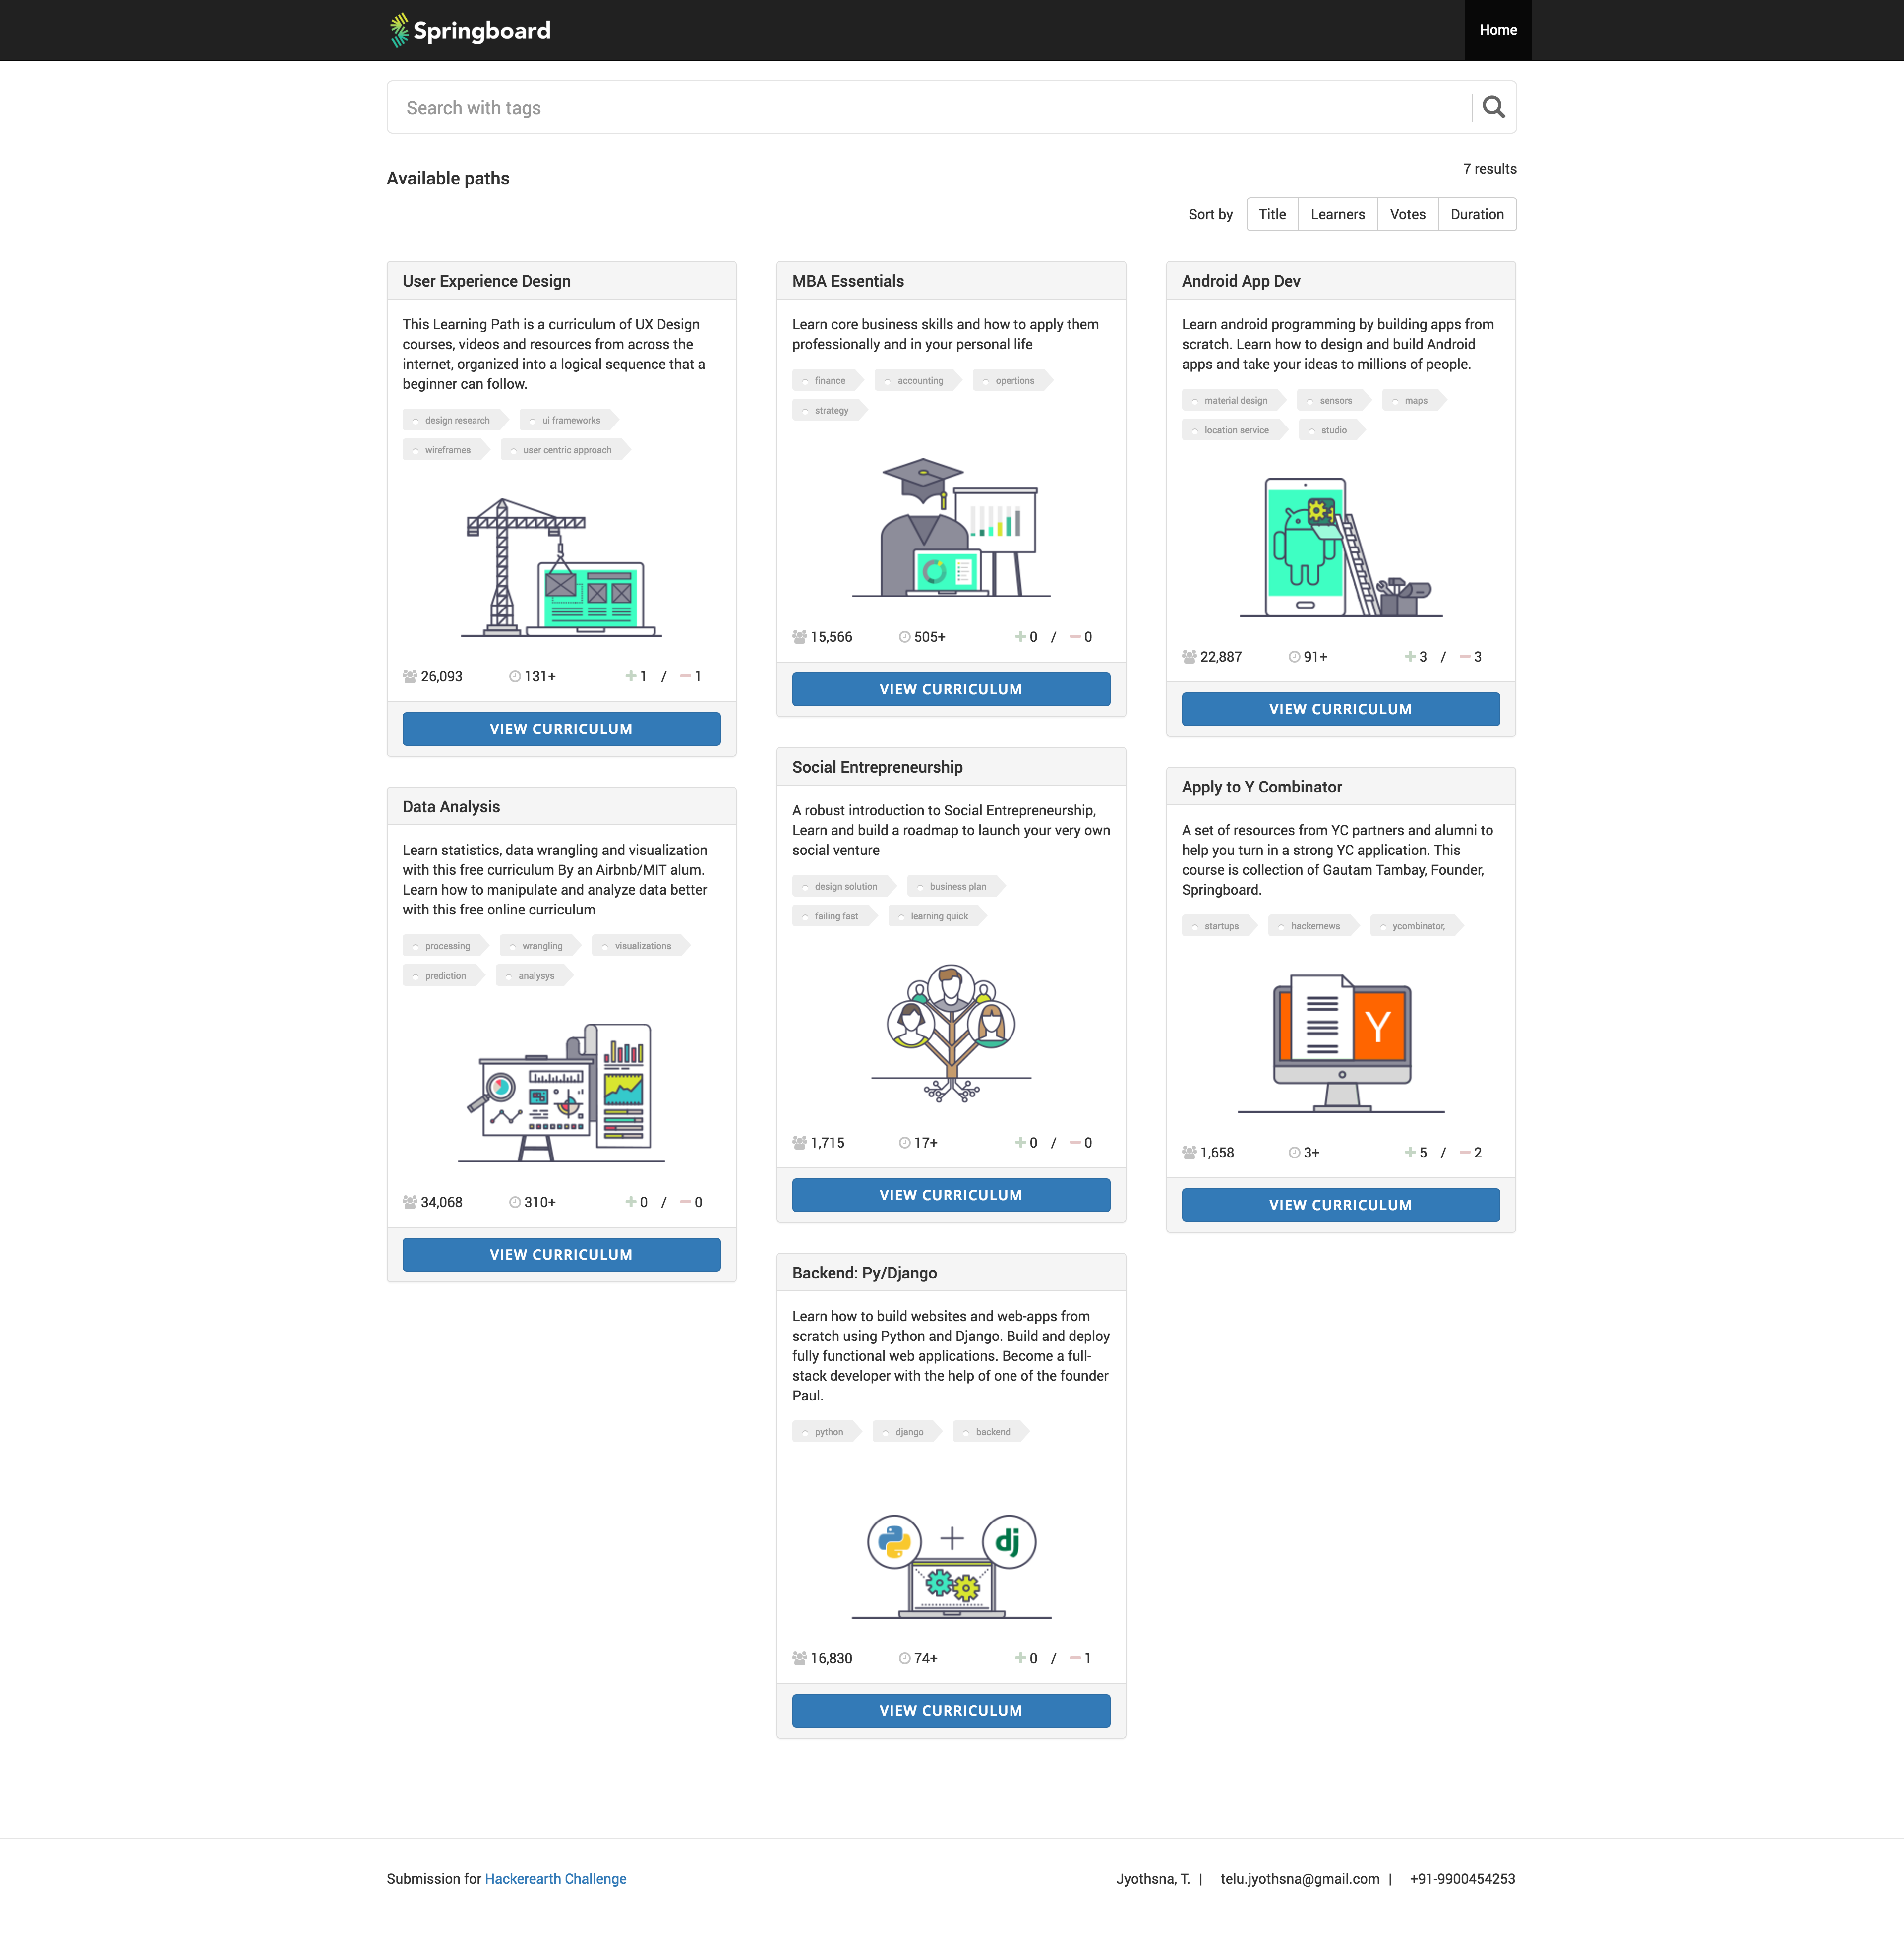 Springboard
Home
Search with tags
Available paths
7 results
Sort by Title Learners Votes Duration
User Experience Design
This Learning Path is a curriculum of UX Design
courses, videos and resources from across the
internet, organized into a logical sequence that a
beginner can follow.
design research ui frameworks
wireframes user centric approach
26,093 131+ +1 / -1
VIEW CURRICULUM
MBA Essentials
Learn core business skills and how to apply them
professionally and in your personal life
finance accounting opertions
strategy
15,566 505+ +0 / -0
VIEW CURRICULUM
Android App Dev
Learn android programming by building apps from
scratch. Learn how to design and build Android
apps and take your ideas to millions of people.
material design sensors maps
location service studio
22,887 91+ +3 / -3
VIEW CURRICULUM
Data Analysis
Learn statistics, data wrangling and visualization
with this free curriculum By an Airbnb/MIT alum.
Learn how to manipulate and analyze data better
with this free online curriculum
processing wrangling visualizations
prediction analysys
34,068 310+ +0 / -0
VIEW CURRICULUM
Social Entrepreneurship
A robust introduction to Social Entrepreneurship,
Learn and build a roadmap to launch your very own
social venture
design solution business plan
failing fast learning quick
1,715 17+ +0 / -0
VIEW CURRICULUM
Apply to Y Combinator
A set of resources from YC partners and alumni to
help you turn in a strong YC application. This
course is collection of Gautam Tambay, Founder,
Springboard.
startups hackernews ycombinator,
Y
1,658 3+ +5 / -2
VIEW CURRICULUM
Backend: Py/Django
Learn how to build websites and web-apps from
scratch using Python and Django. Build and deploy
fully functional web applications. Become a full-
stack developer with the help of one of the founder
Paul.
python django backend
+ dj
16,830 74+ +0 / -1
VIEW CURRICULUM
Submission for Hackerearth Challenge
Jyothsna, T. | telu.jyothsna@gmail.com | +91-9900454253